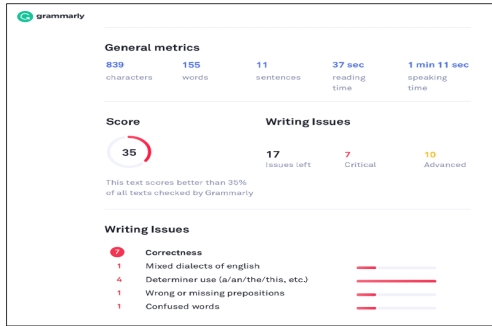 grammarly
General metrics
839 155 11 37 sec 1 min 11 sec
characters words sentences reading time speaking time
Score Writing Issues
35
17 7 10
Issues left Critical Advanced
This text scores better than 35%
of all texts checked by Grammarly
Writing Issues
7 Correctness
1 Mixed dialects of english
4 Determiner use (a/an/the/this, etc.)
1 Wrong or missing prepositions
1 Confused words